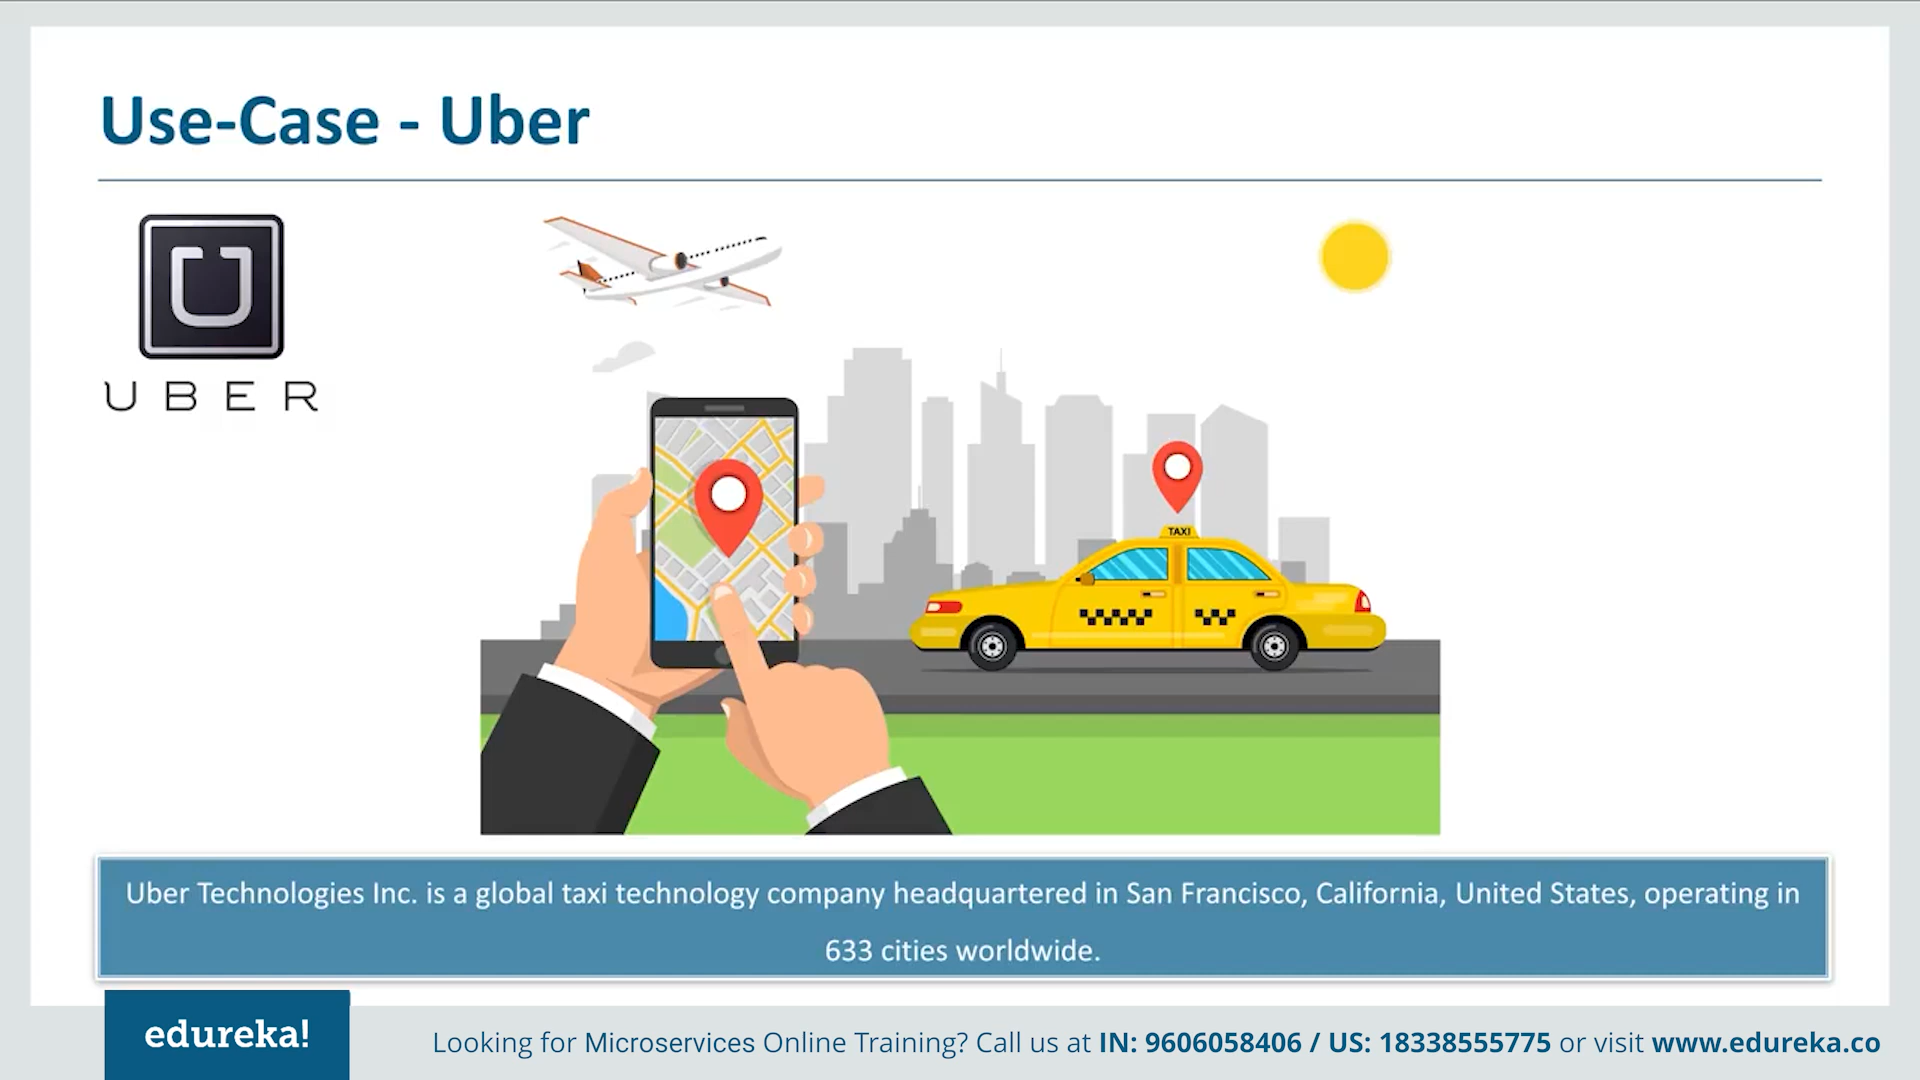 Use-Case - Uber
U
UBER
TAXI
Uber Technologies Inc. is a global taxi technology company headquartered in San Francisco, California, United States, operating in
633 cities worldwide.
edureka!
Looking for Microservices Online Training? Call us at IN: 9606058406 / US: 18338555775 or visit www.edureka.co